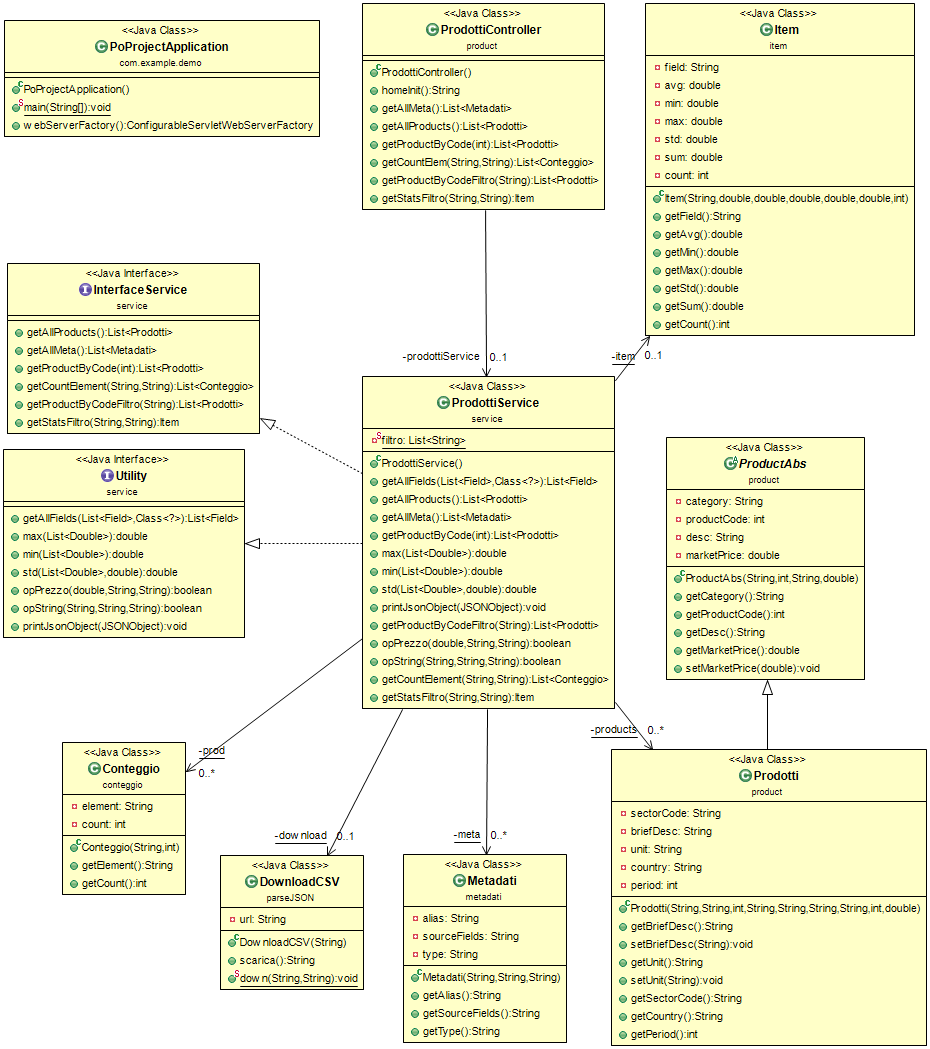 <<Java Class>>
PoProjectApplication
com.example.demo
PoProjectApplication()
main(String[]):void
webServerFactory():ConfigurableServletWebServerFactory
<<Java Class>>
ProdottiController
product
ProdottiController()
homeInit():String
getAllMeta():List<Metadati>
getAllProducts():List<Prodotti>
getProductByCode(int):List<Prodotti>
getCountElem(String,String):List<Conteggio>
getProductByCodeFiltro(String):List<Prodotti>
getStatsFiltro(String,String):Item
<<Java Class>>
Item
item
field: String
avg: double
min: double
max: double
std: double
sum: double
count: int
Item(String,double,double,double,double,double,int)
getField():String
getAvg():double
getMin():double
getMax():double
getStd():double
getSum():double
getCount():int
<<Java Interface>>
InterfaceService
service
getAllProducts():List<Prodotti>
getAllMeta():List<Metadati>
getProductByCode(int):List<Prodotti>
getCountElement(String,String):List<Conteggio>
getProductByCodeFiltro(String):List<Prodotti>
getStatsFiltro(String,String):Item
-prodottiService 0..1
-item 0..1
<<Java Class>>
ProdottiService
service
filtro: List<String>
ProdottiService()
getAllFields(List<Field>,Class<?>):List<Field>
getAllProducts():List<Prodotti>
getAllMeta():List<Metadati>
getProductByCode(int):List<Prodotti>
max(List<Double>):double
min(List<Double>):double
std(List<Double>,double):double
printJsonObject(JSONObject):void
getProductByCodeFiltro(String):List<Prodotti>
opPrezzo(double,String,String):boolean
opString(String,String,String):boolean
getCountElement(String,String):List<Conteggio>
getStatsFiltro(String,String):Item
<<Java Interface>>
Utility
service
getAllFields(List<Field>,Class<?>):List<Field>
max(List<Double>):double
min(List<Double>):double
std(List<Double>,double):double
opPrezzo(double,String,String):boolean
opString(String,String,String):boolean
printJsonObject(JSONObject):void
<<Java Class>>
ProductAbs
product
category: String
productCode: int
desc: String
marketPrice: double
ProductAbs(String,int,String,double)
getCategory():String
getProductCode():int
getDesc():String
getMarketPrice():double
setMarketPrice(double):void
-prod
0..*
-download 0..1
-meta 0..*
-products 0..*
<<Java Class>>
Conteggio
conteggio
element: String
count: int
Conteggio(String,int)
getElement():String
getCount():int
<<Java Class>>
DownloadCSV
parseJSON
url: String
DownloadCSV(String)
scarica():String
down(String,String):void
<<Java Class>>
Metadati
metadati
alias: String
sourceFields: String
type: String
Metadati(String,String,String)
getAlias():String
getSourceFields():String
getType():String
<<Java Class>>
Prodotti
product
sectorCode: String
briefDesc: String
unit: String
country: String
period: int
Prodotti(String,String,int,String,String,String,String,int,double)
getBriefDesc():String
setBriefDesc(String):void
getUnit():String
setUnit(String):void
getSectorCode():String
getCountry():String
getPeriod():int